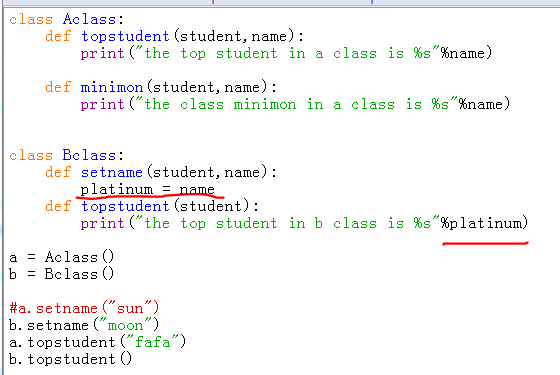 class Aclass:
    def topstudent(student,name):
        print("the top student in a class is %s"%name)
    def minimon(student,name):
        print("the class minimon in a class is %s"%name)
class Bclass:
    def setname(student,name):
        platinum = name
    def topstudent(student):
        print("the top student in b class is %s"%platinum)
a = Aclass()
b = Bclass()
#a.setname("sun")
b.setname("moon")
a.topstudent("fafa")
b.topstudent()